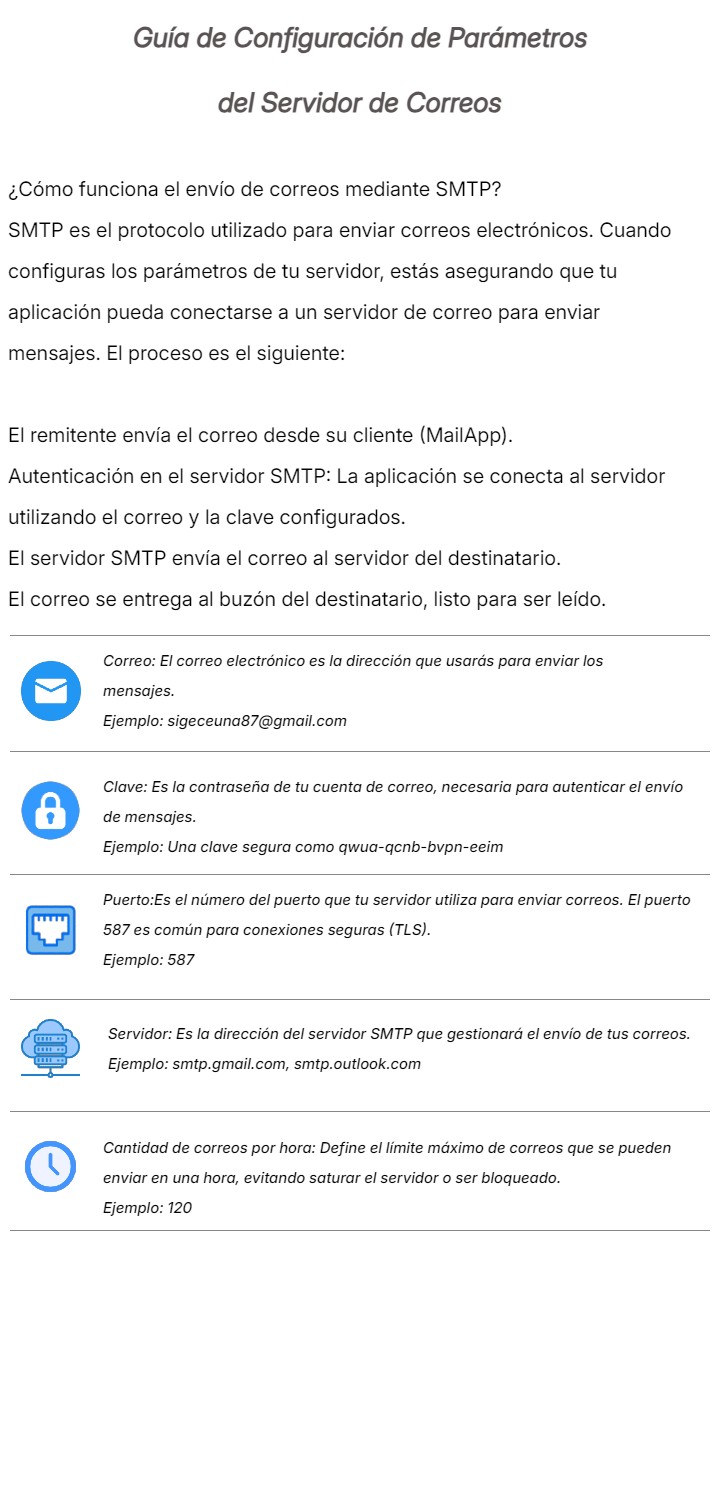 Guía de Configuración de Parámetros
del Servidor de Correos
¿Cómo funciona el envío de correos mediante SMTP?
SMTP es el protocolo utilizado para enviar correos electrónicos. Cuando
configuras los parámetros de tu servidor, estás asegurando que tu
aplicación pueda conectarse a un servidor de correo para enviar
mensajes. El proceso es el siguiente:
El remitente envía el correo desde su cliente (MailApp).
Autenticación en el servidor SMTP: La aplicación se conecta al servidor
utilizando el correo y la clave configurados.
El servidor SMTP envía el correo al servidor del destinatario.
El correo se entrega al buzón del destinatario, listo para ser leído.
Correo: El correo electrónico es la dirección que usarás para enviar los
mensajes.
Ejemplo: sigeceuna87@gmail.com
Clave: Es la contraseña de tu cuenta de correo, necesaria para autenticar el envío
de mensajes.
Ejemplo: Una clave segura como qwua-qcnb-bvpn-eeim
Puerto:Es el número del puerto que tu servidor utiliza para enviar correos. El puerto
587 es común para conexiones seguras (TLS).
Ejemplo: 587
Servidor: Es la dirección del servidor SMTP que gestionará el envío de tus correos.
Ejemplo: smtp.gmail.com, smtp.outlook.com
Cantidad de correos por hora: Define el límite máximo de correos que se pueden
enviar en una hora, evitando saturar el servidor o ser bloqueado.
Ejemplo: 120